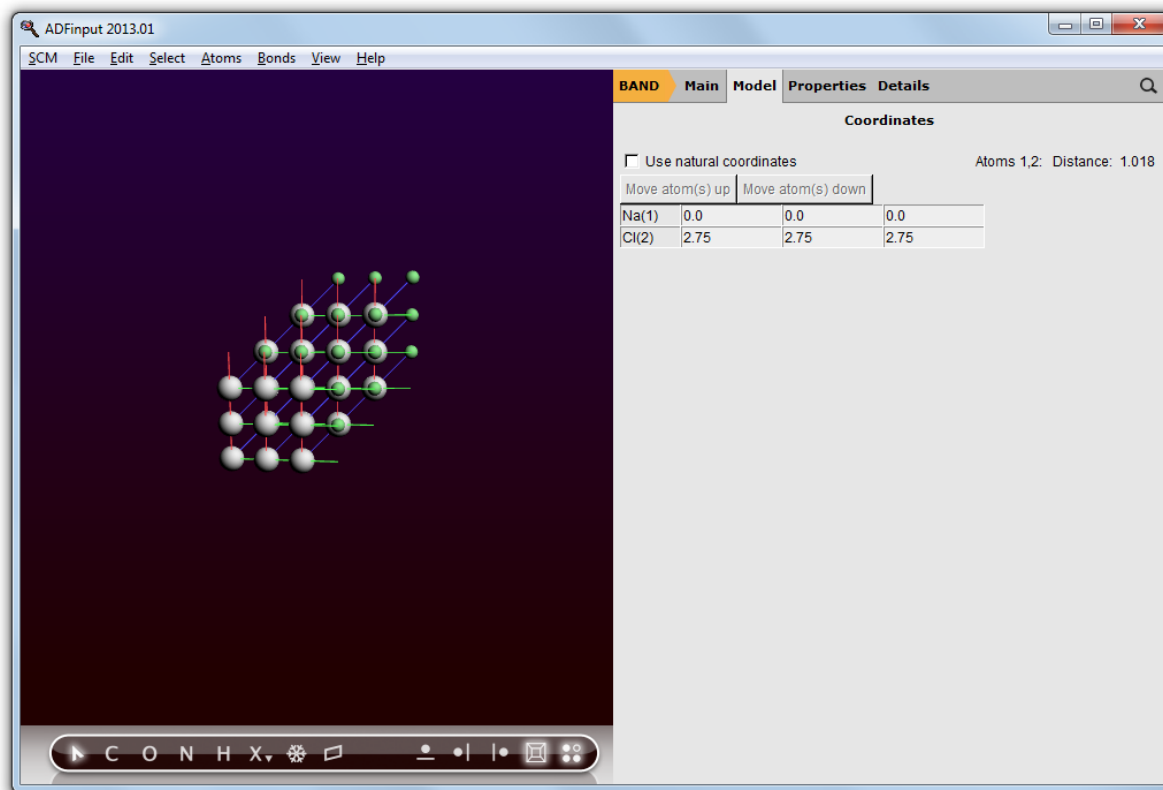 ADFinput 2013.01
SCM File Edit Select Atoms Bonds View Help
BAND Main Model Properties Details
Coordinates
Use natural coordinates Atoms 1,2: Distance: 1.018
Move atom(s) up Move atom(s) down
Na(1) 0.0 0.0 0.0
Cl(2) 2.75 2.75 2.75
C O N H X